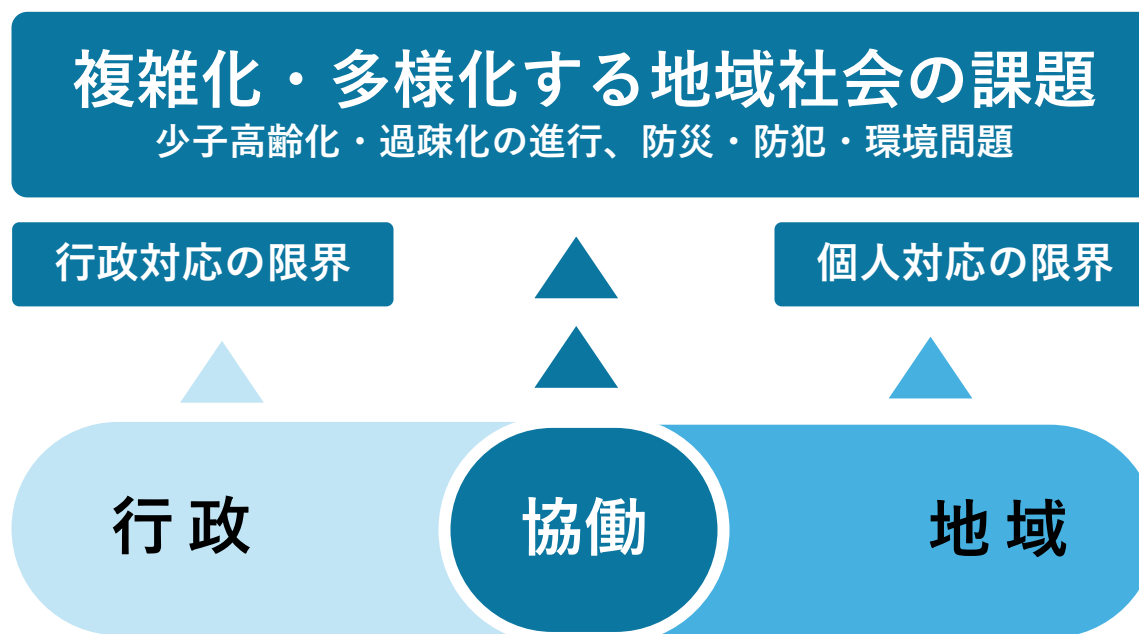 複雑化・多様化する地域社会の課題
少子高齢化・過疎化の進行、防災・防犯・環境問題
行政対応の限界
個人対応の限界
行政
協働
地域